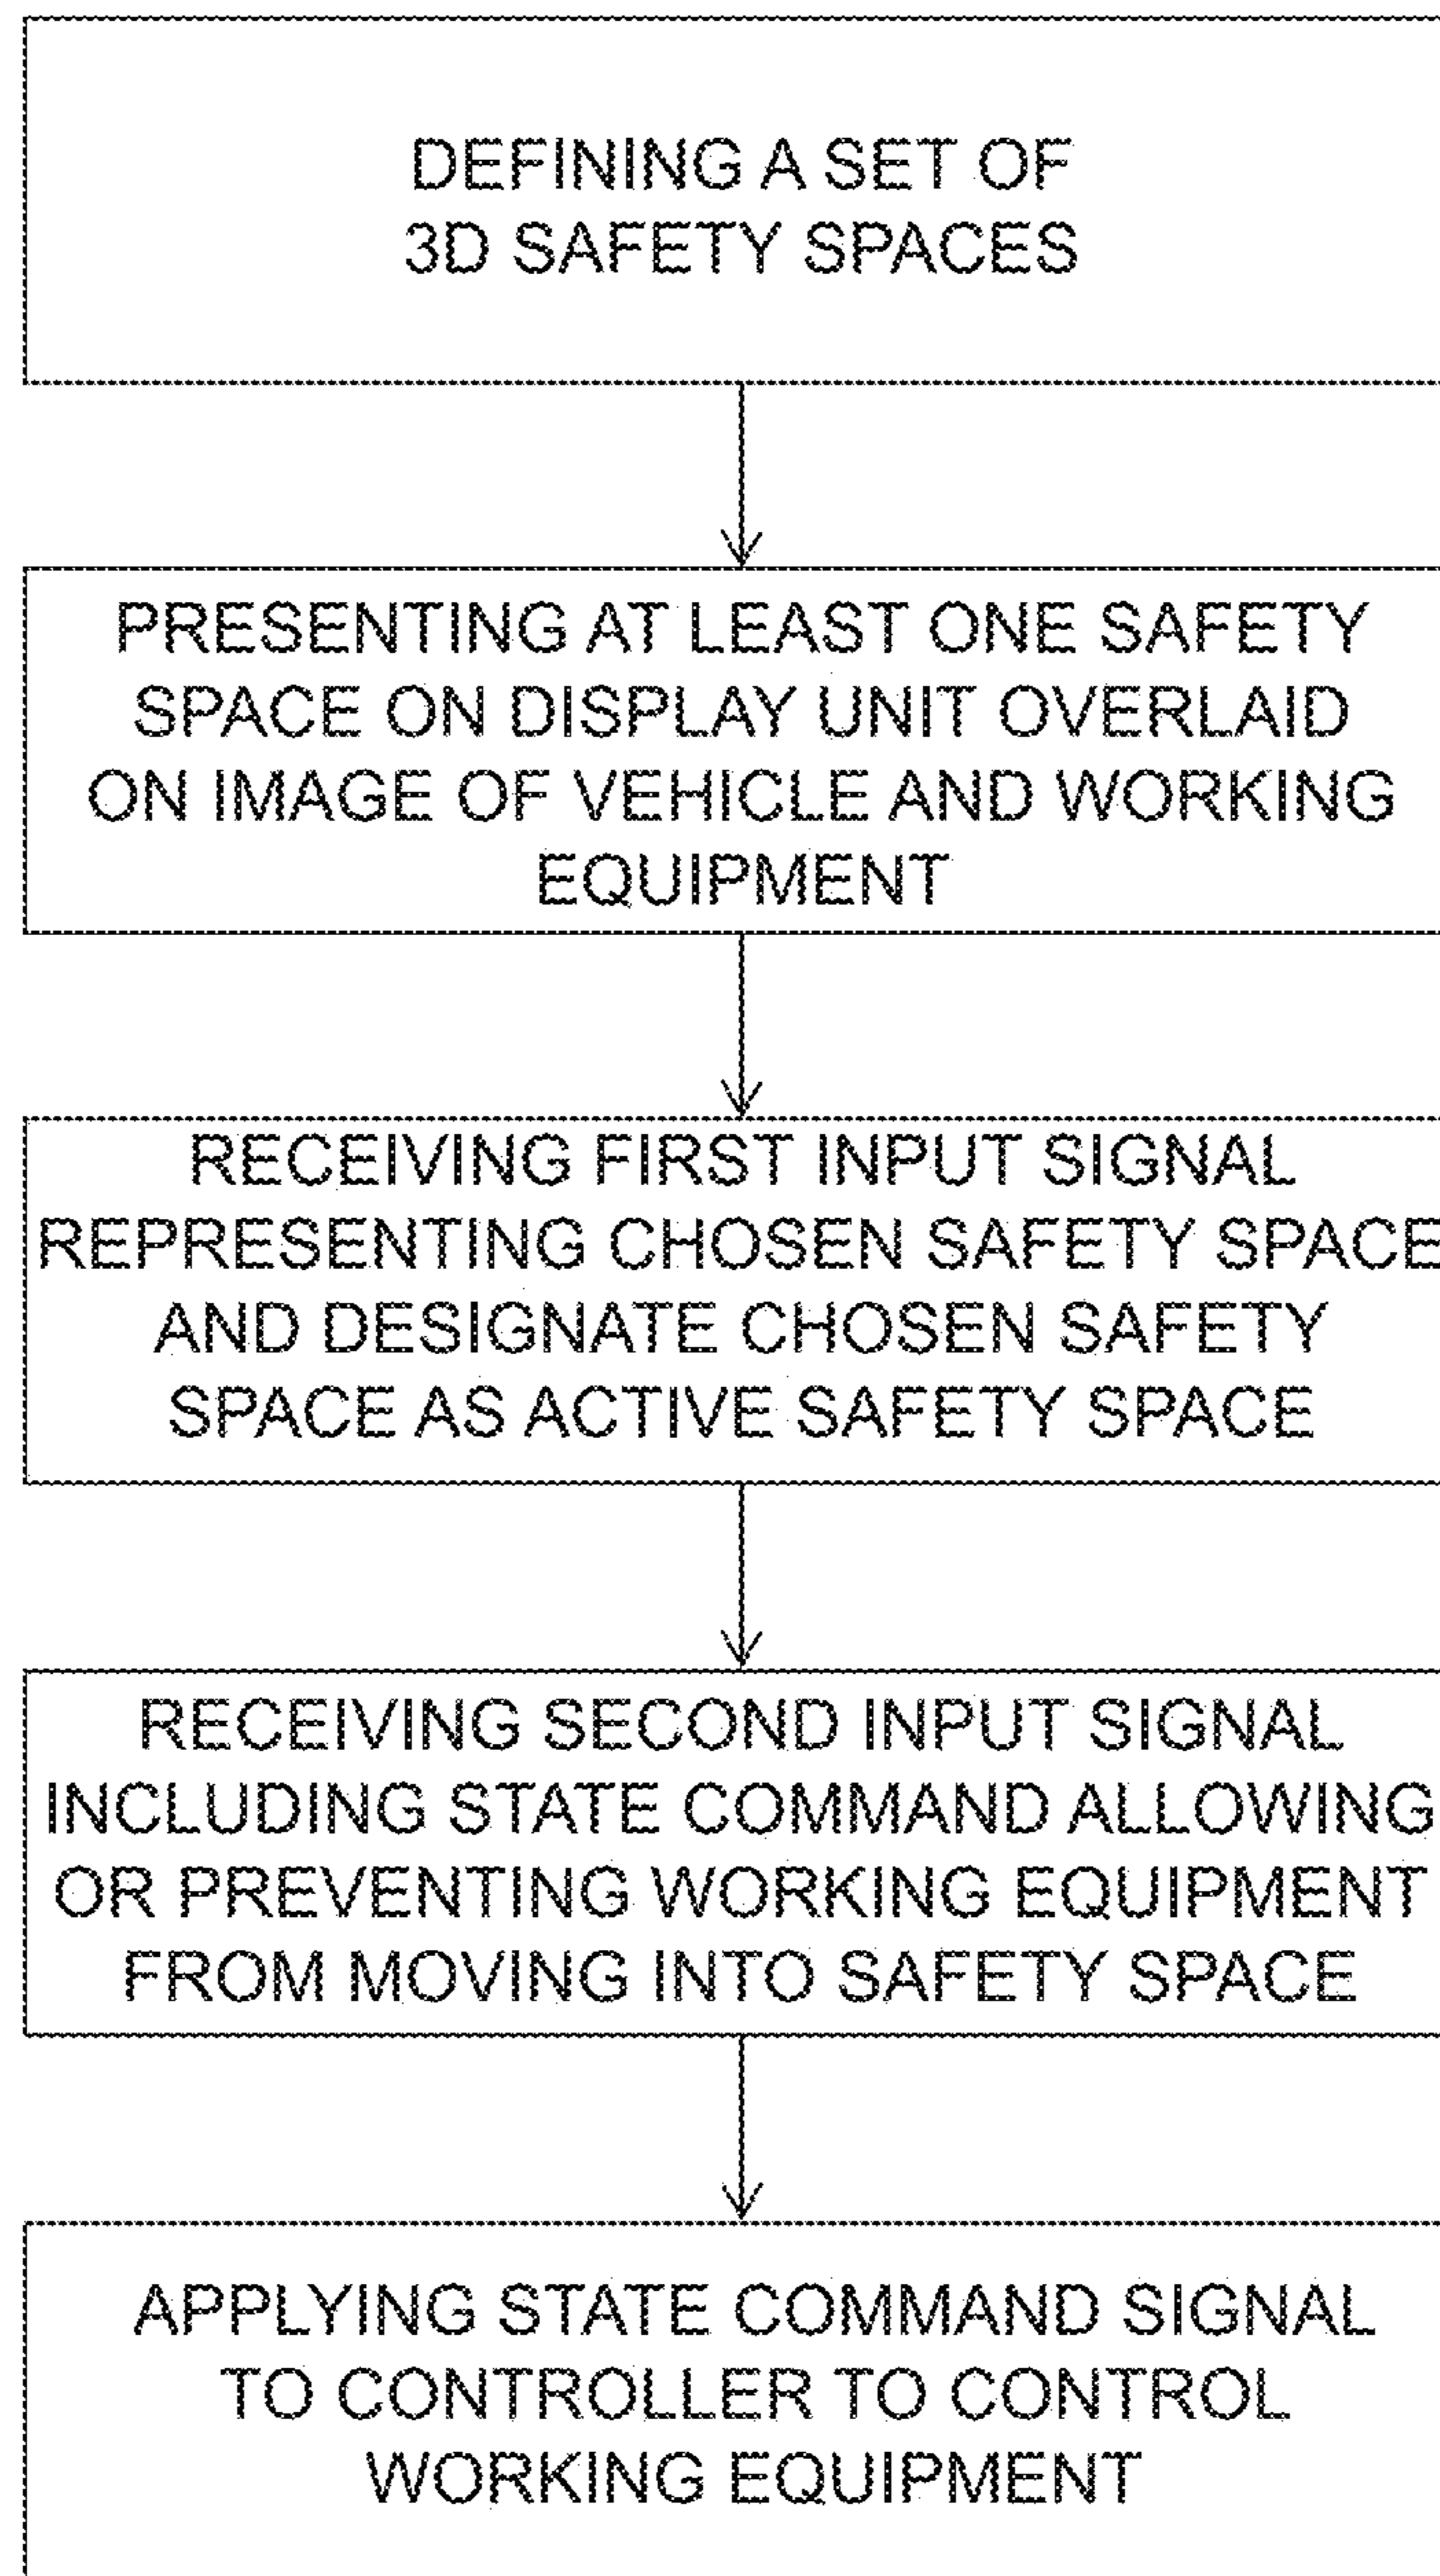 DEFINING A SET OF
3D SAFETY SPACES
PRESENTING AT LEAST ONE SAFETY
SPACE ON DISPLAY UNIT OVERLAID
ON IMAGE OF VEHICLE AND WORKING
EQUIPMENT
RECEIVING FIRST INPUT SIGNAL
REPRESENTING CHOSEN SAFETY SPACE
AND DESIGNATE CHOSEN SAFETY
SPACE AS ACTIVE SAFETY SPACE
RECEIVING SECOND INPUT SIGNAL
INCLUDING STATE COMMAND ALLOWING
OR PREVENTING WORKING EQUIPMENT
FROM MOVING INTO SAFETY SPACE
APPLYING STATE COMMAND SIGNAL
TO CONTROLLER TO CONTROL
WORKING EQUIPMENT